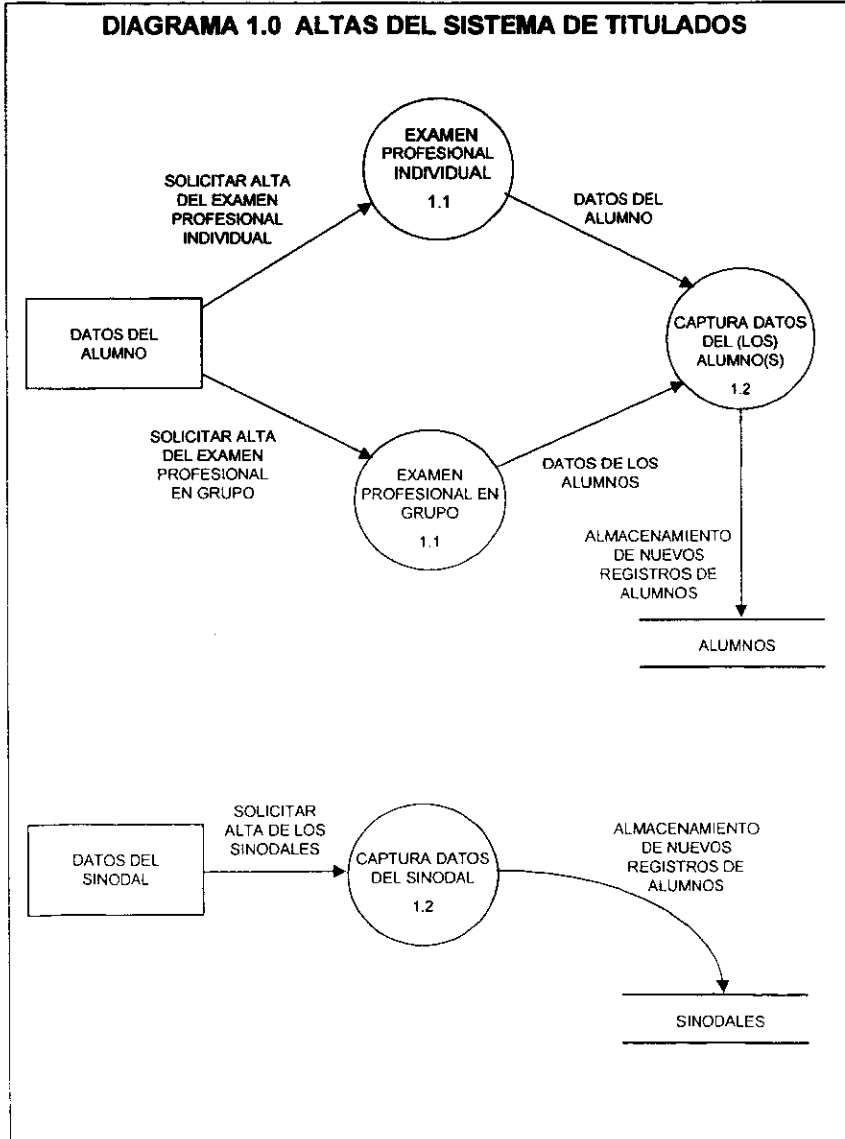 DIAGRAMA 1.0 ALTAS DEL SISTEMA DE TITULADOS
EXAMEN
PROFESIONAL
INDIVIDUAL
1.1
SOLICITAR ALTA
DEL EXAMEN
PROFESIONAL
INDIVIDUAL
DATOS DEL
ALUMNO
DATOS DEL
ALUMNO
CAPTURA DATOS
DEL (LOS)
ALUMNO(S)
1.2
SOLICITAR ALTA
DEL EXAMEN
PROFESIONAL
EN GRUPO
EXAMEN
PROFESIONAL EN
GRUPO
1.1
DATOS DE LOS
ALUMNOS
ALMACENAMIENTO
DE NUEVOS
REGISTROS DE
ALUMNOS
ALUMNOS
DATOS DEL
SINODAL
SOLICITAR
ALTA DE LOS
SINODALES
CAPTURA DATOS
DEL SINODAL
1.2
ALMACENAMIENTO
DE NUEVOS
REGISTROS DE
ALUMNOS
SINODALES